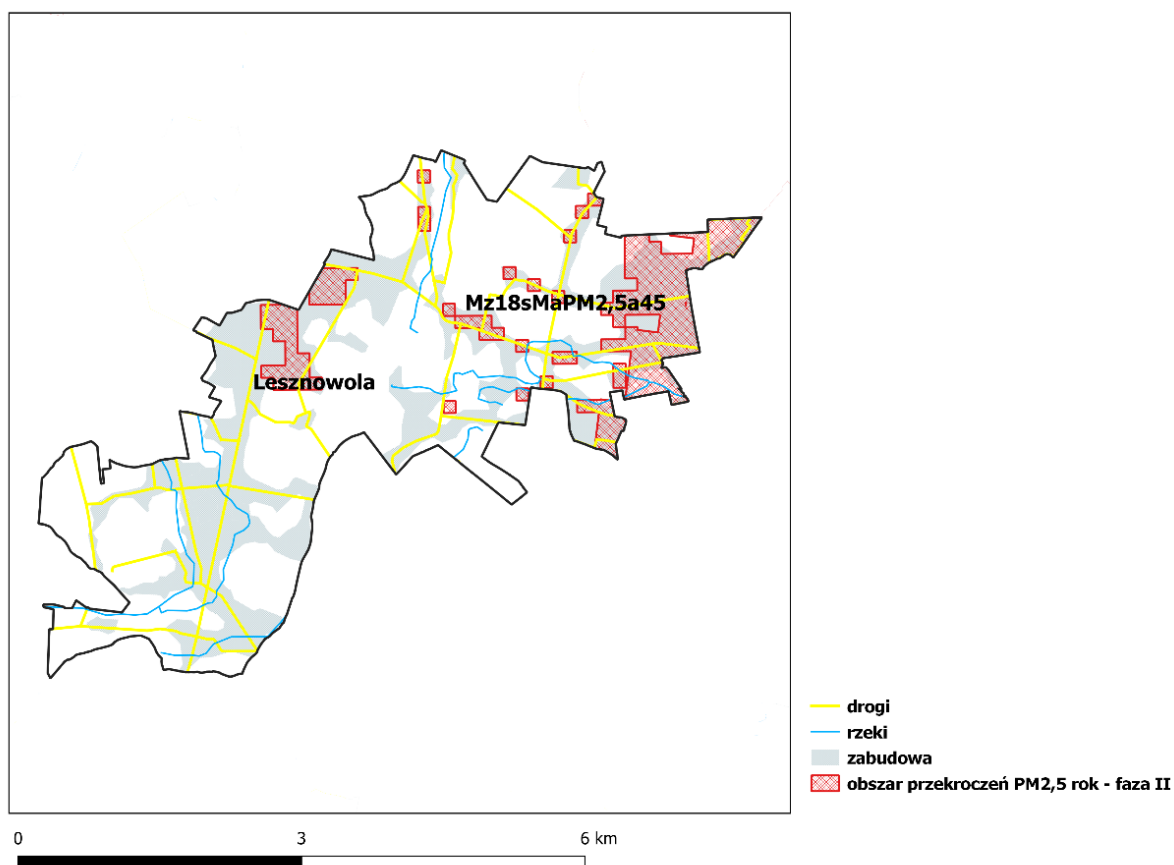 Mz18sMaPM2,5a45
Lesznowola
drogi
rzeki
zabudowa
obszar przekroczeń PM2,5 rok - faza II
0 3 6 km